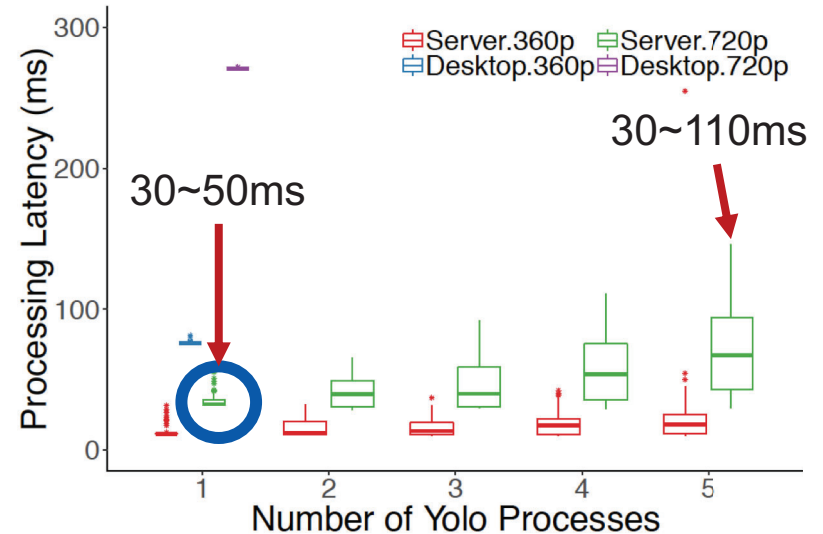 300
Server.360p Server.720p
Desktop.360p Desktop.720p
30~110ms
200
30~50ms
100
0
Processing Latency (ms)
1 2 3 4 5
Number of Yolo Processes